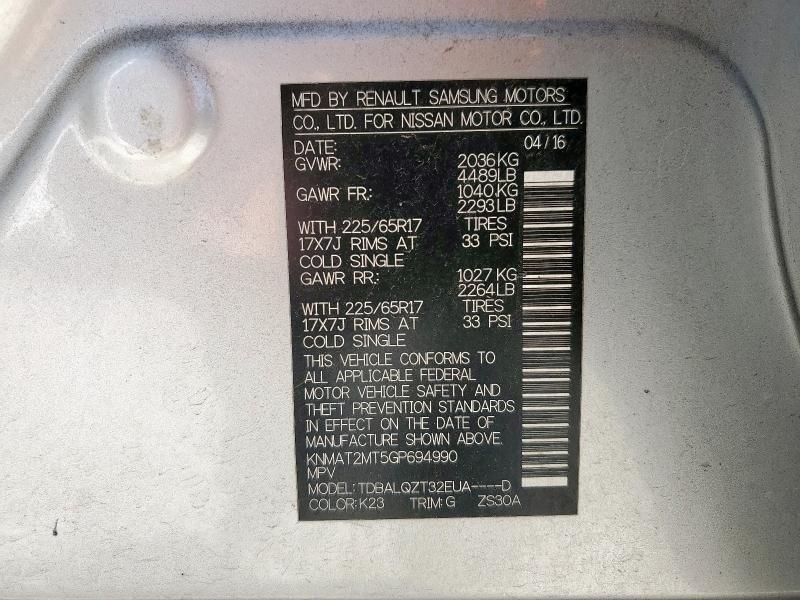 MFD BY RENAULT SAMSUNG MOTORS
CO., LTD. FOR NISSAN MOTOR CO., LTD.
DATE: 04/16
GVWR: 2036KG
4489LB
GAWR FR.: 1040KG
2293LB
WITH 225/65R17 TIRES
17X7J RIMS AT 33 PSI
COLD SINGLE
GAWR RR.: 1027KG
2264LB
WITH 225/65R17 TIRES
17X7J RIMS AT 33 PSI
COLD SINGLE
THIS VEHICLE CONFORMS TO
ALL APPLICABLE FEDERAL
MOTOR VEHICLE SAFETY AND
THEFT PREVENTION STANDARDS
IN EFFECT ON THE DATE OF
MANUFACTURE SHOWN ABOVE.
KNMAT2MT5GP694990
MPV
MODEL: TDBALQZT32EUA----D
COLOR: K23 TRIM: G ZS30A